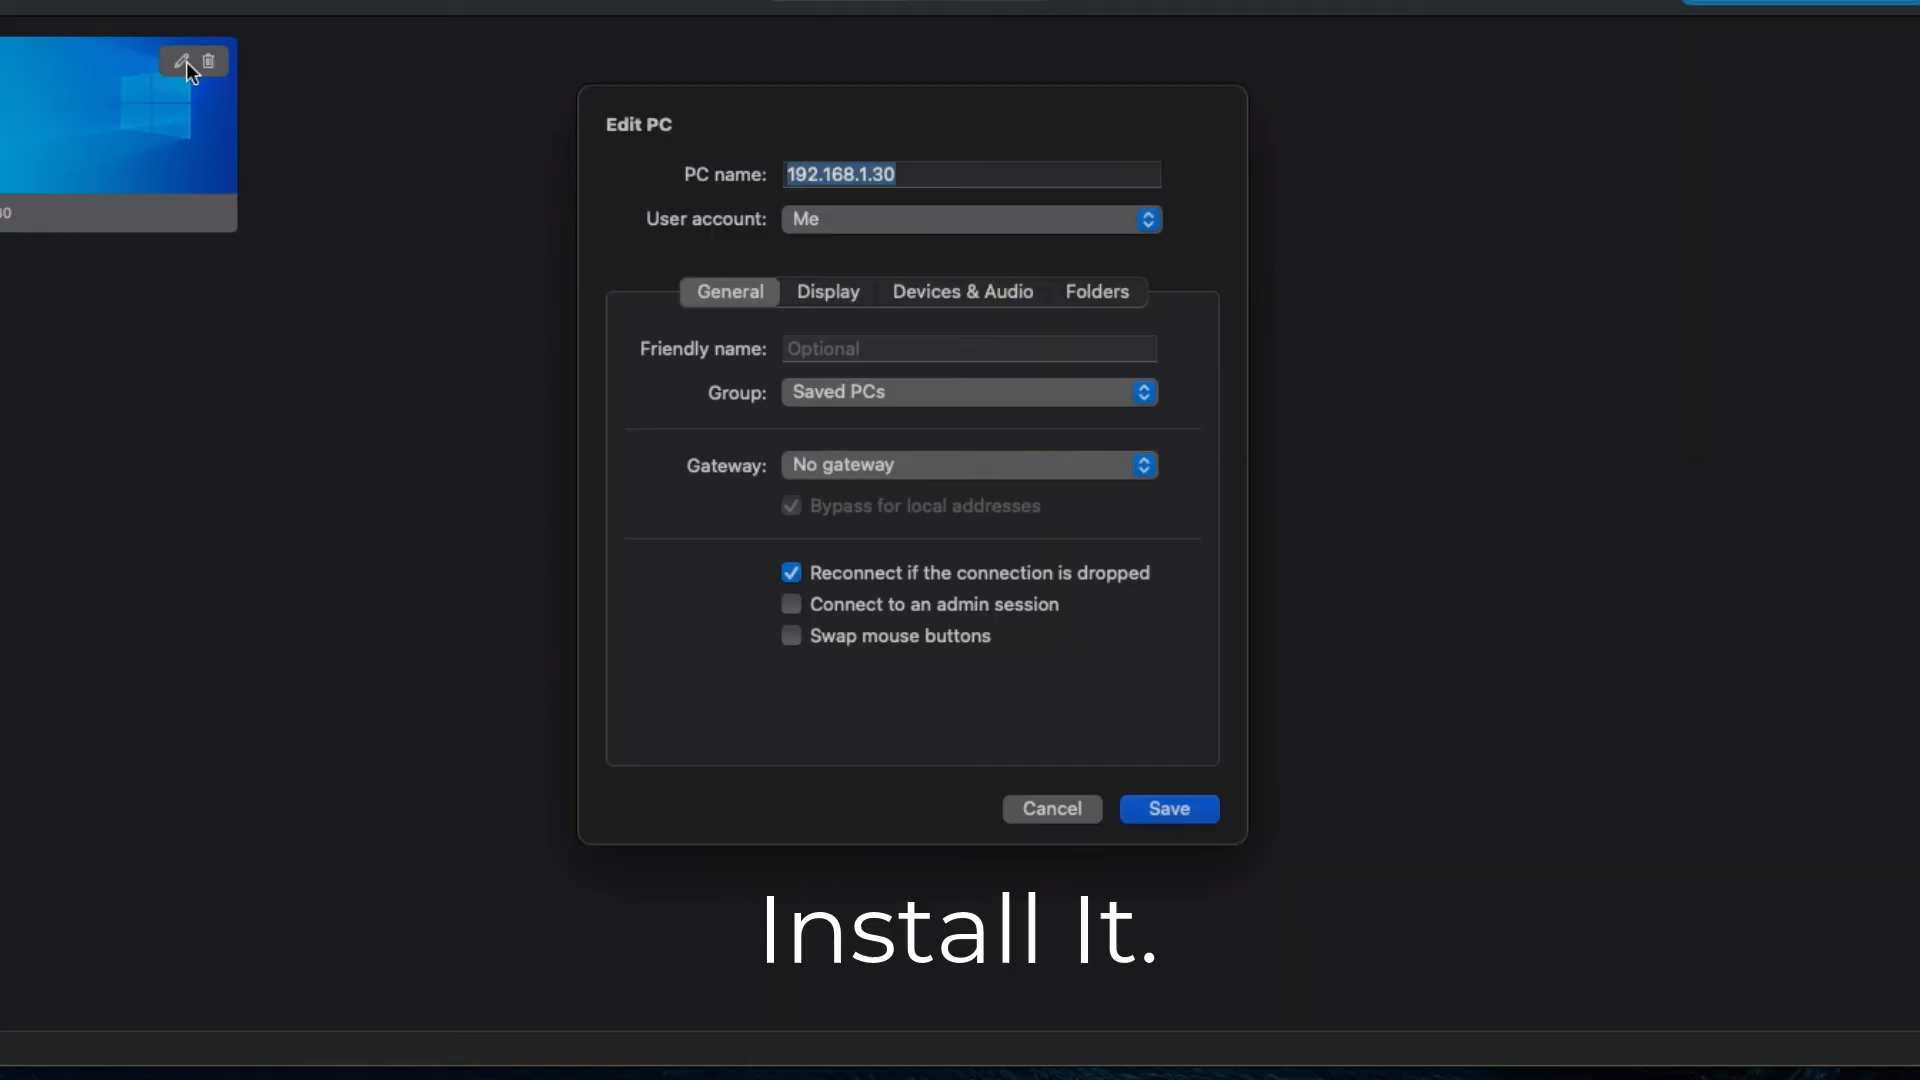 Edit PC
PC name: 192.168.1.30
User account: Me
General Display Devices & Audio Folders
Friendly name: Optional
Group: Saved PCs
Gateway: No gateway
Bypass for local addresses
Reconnect if the connection is dropped
Connect to an admin session
Swap mouse buttons
Cancel Save
Install It.